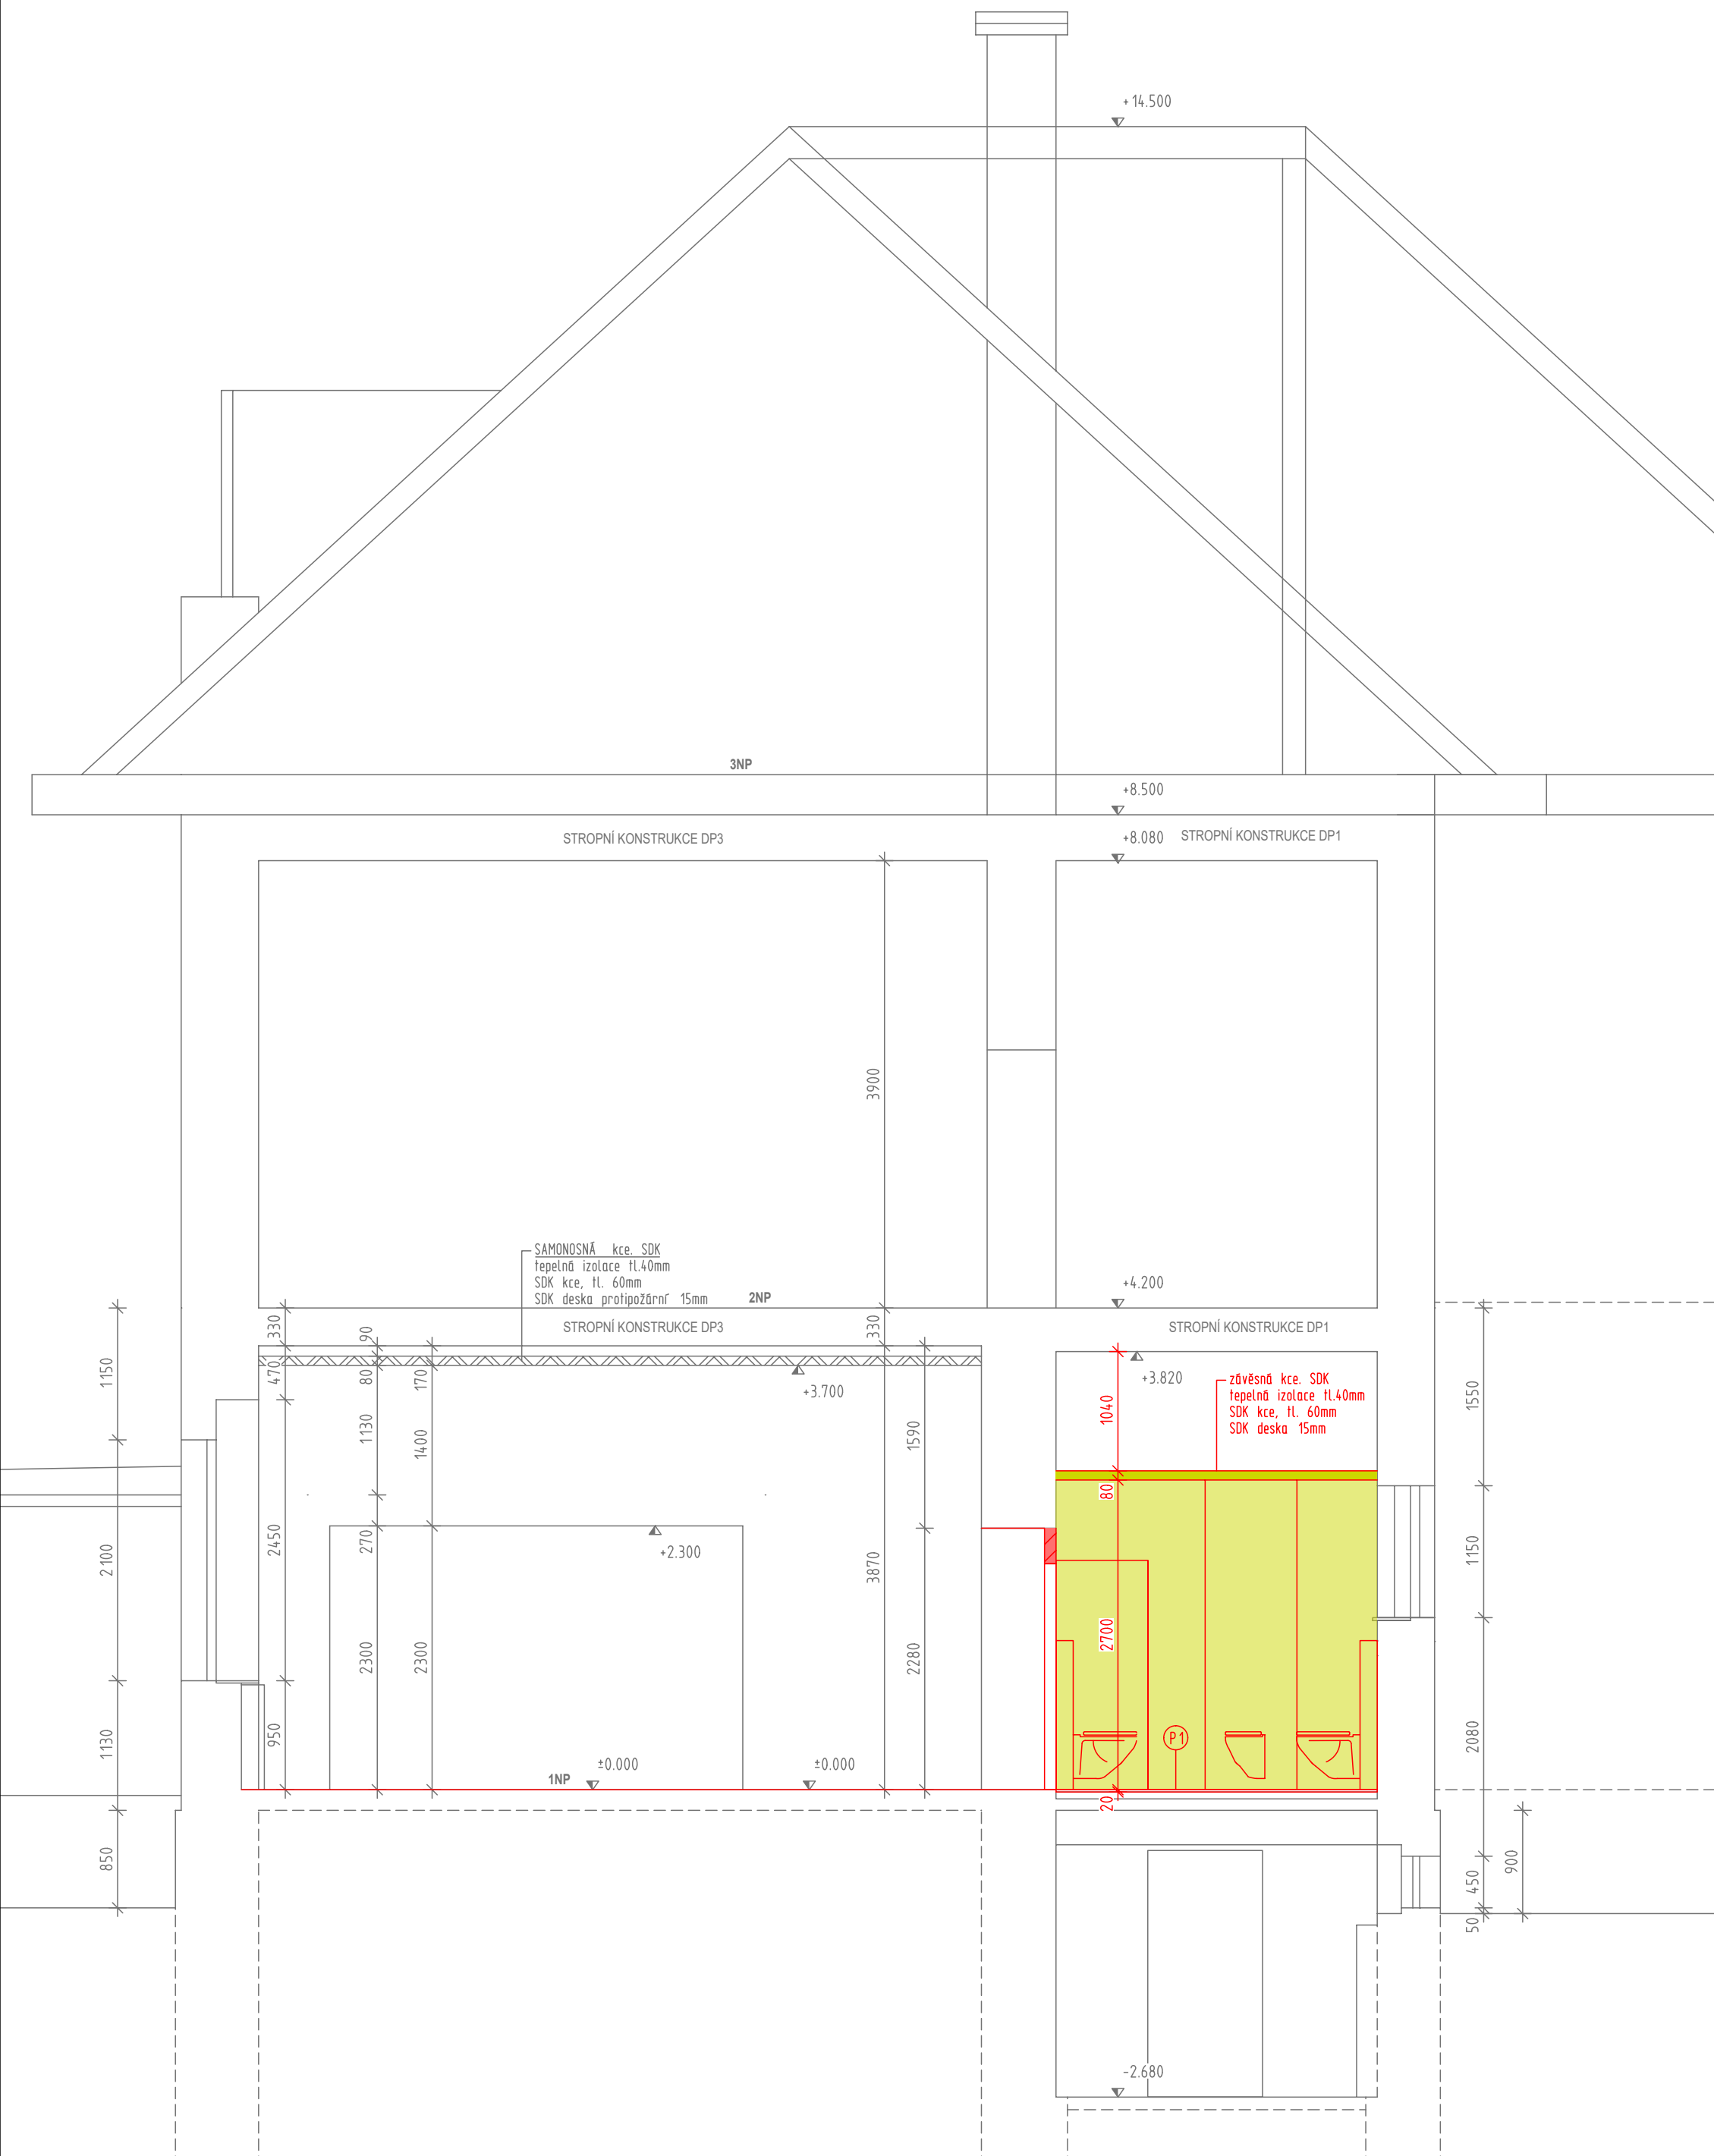 +14.500
3NP
+8.500
STROPNÍ KONSTRUKCE DP3
+8.080
STROPNÍ KONSTRUKCE DP1
3900
SAMONOSNÁ kce. SDK
tepelná izolace tl.40mm
SDK kce, tl. 60mm
SDK deska protipožární 15mm
2NP
+4.200
330
90
330
STROPNÍ KONSTRUKCE DP3
STROPNÍ KONSTRUKCE DP1
1150
470
80
170
+3.700
+3.820
závěsná kce. SDK
tepelná izolace tl.40mm
SDK kce, tl. 60mm
SDK deska 15mm
1550
1130
1400
1590
1040
80
2100
2450
270
+2.300
3870
1150
2300
2300
2280
2700
1130
950
±0.000
±0.000
P1
2080
1NP
20
850
450
900
50
-2.680